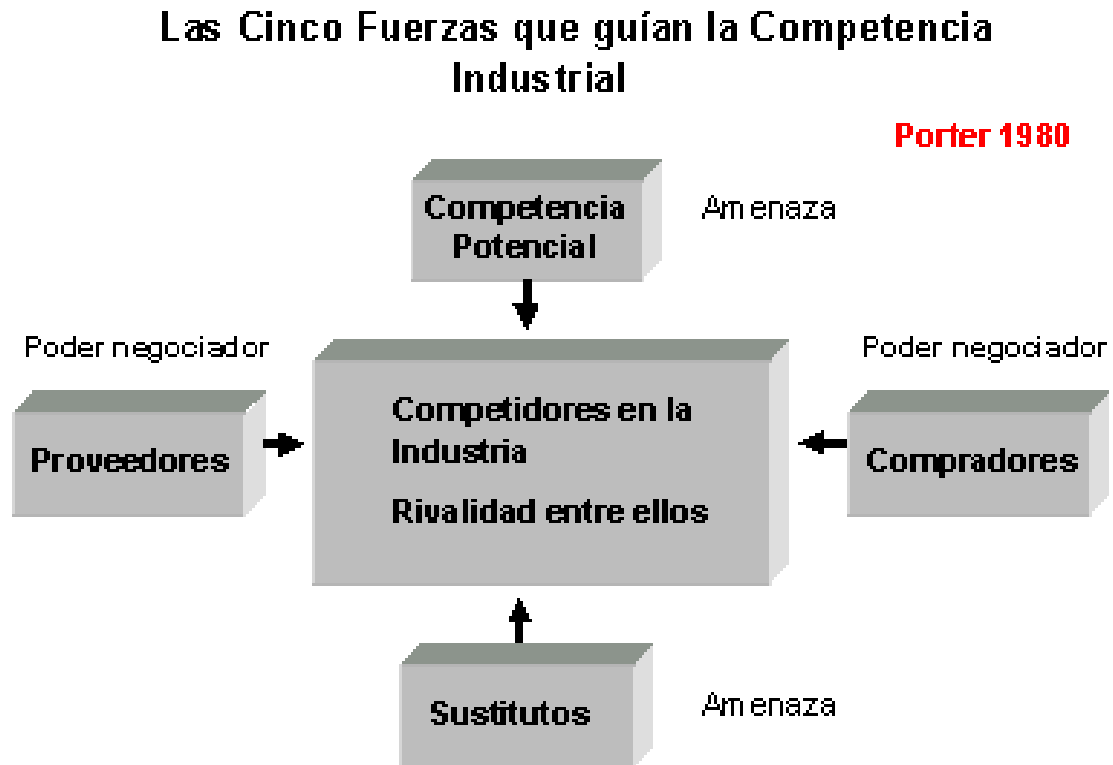 Las Cinco Fuerzas que guían la Competencia
Industrial
Porter 1980
Competencia
Potencial
Amenaza
Poder negociador
Poder negociador
Proveedores
Competidores en la
Industria
Rivalidad entre ellos
Compradores
Sustitutos
Amenaza